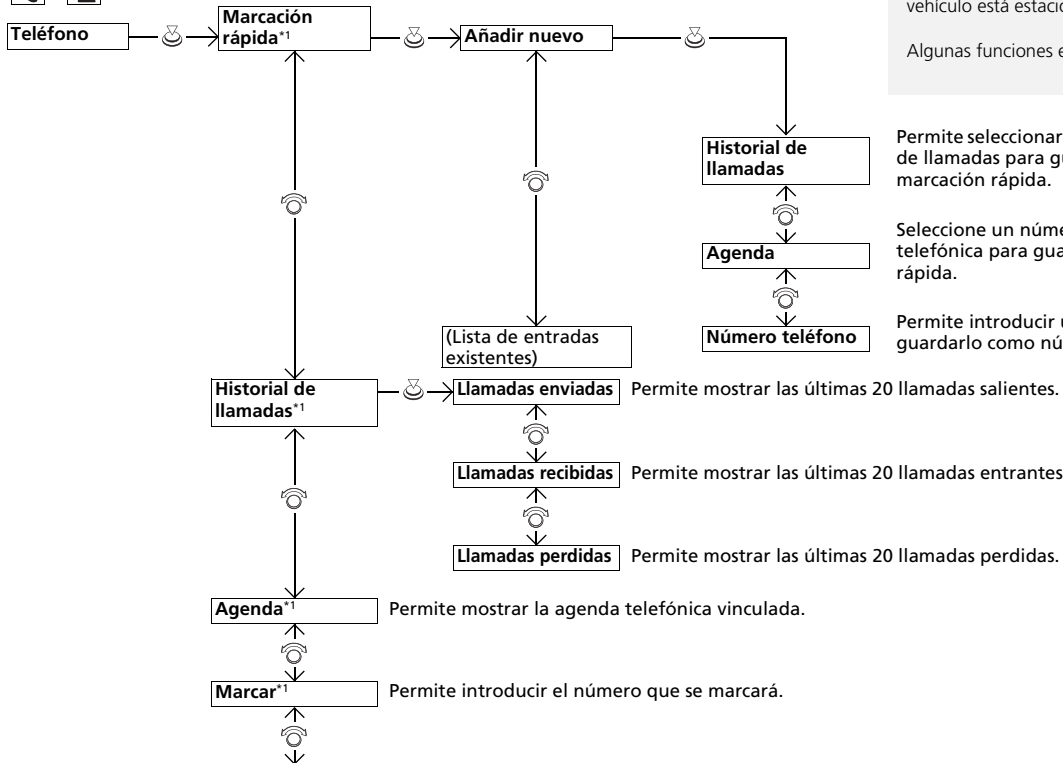 vehículo está estacio
Algunas funciones e
Teléfono
Marcación
rápida*1
Añadir nuevo
Historial de
llamadas
Permite seleccionar
de llamadas para gu
marcación rápida.
Agenda
Seleccione un núme
telefónica para gua
rápida.
Número teléfono
Permite introducir u
guardarlo como nú
(Lista de entradas
existentes)
Historial de
llamadas*1
Llamadas enviadas
Permite mostrar las últimas 20 llamadas salientes.
Llamadas recibidas
Permite mostrar las últimas 20 llamadas entrantes
Llamadas perdidas
Permite mostrar las últimas 20 llamadas perdidas.
Agenda*1
Permite mostrar la agenda telefónica vinculada.
Marcar*1
Permite introducir el número que se marcará.